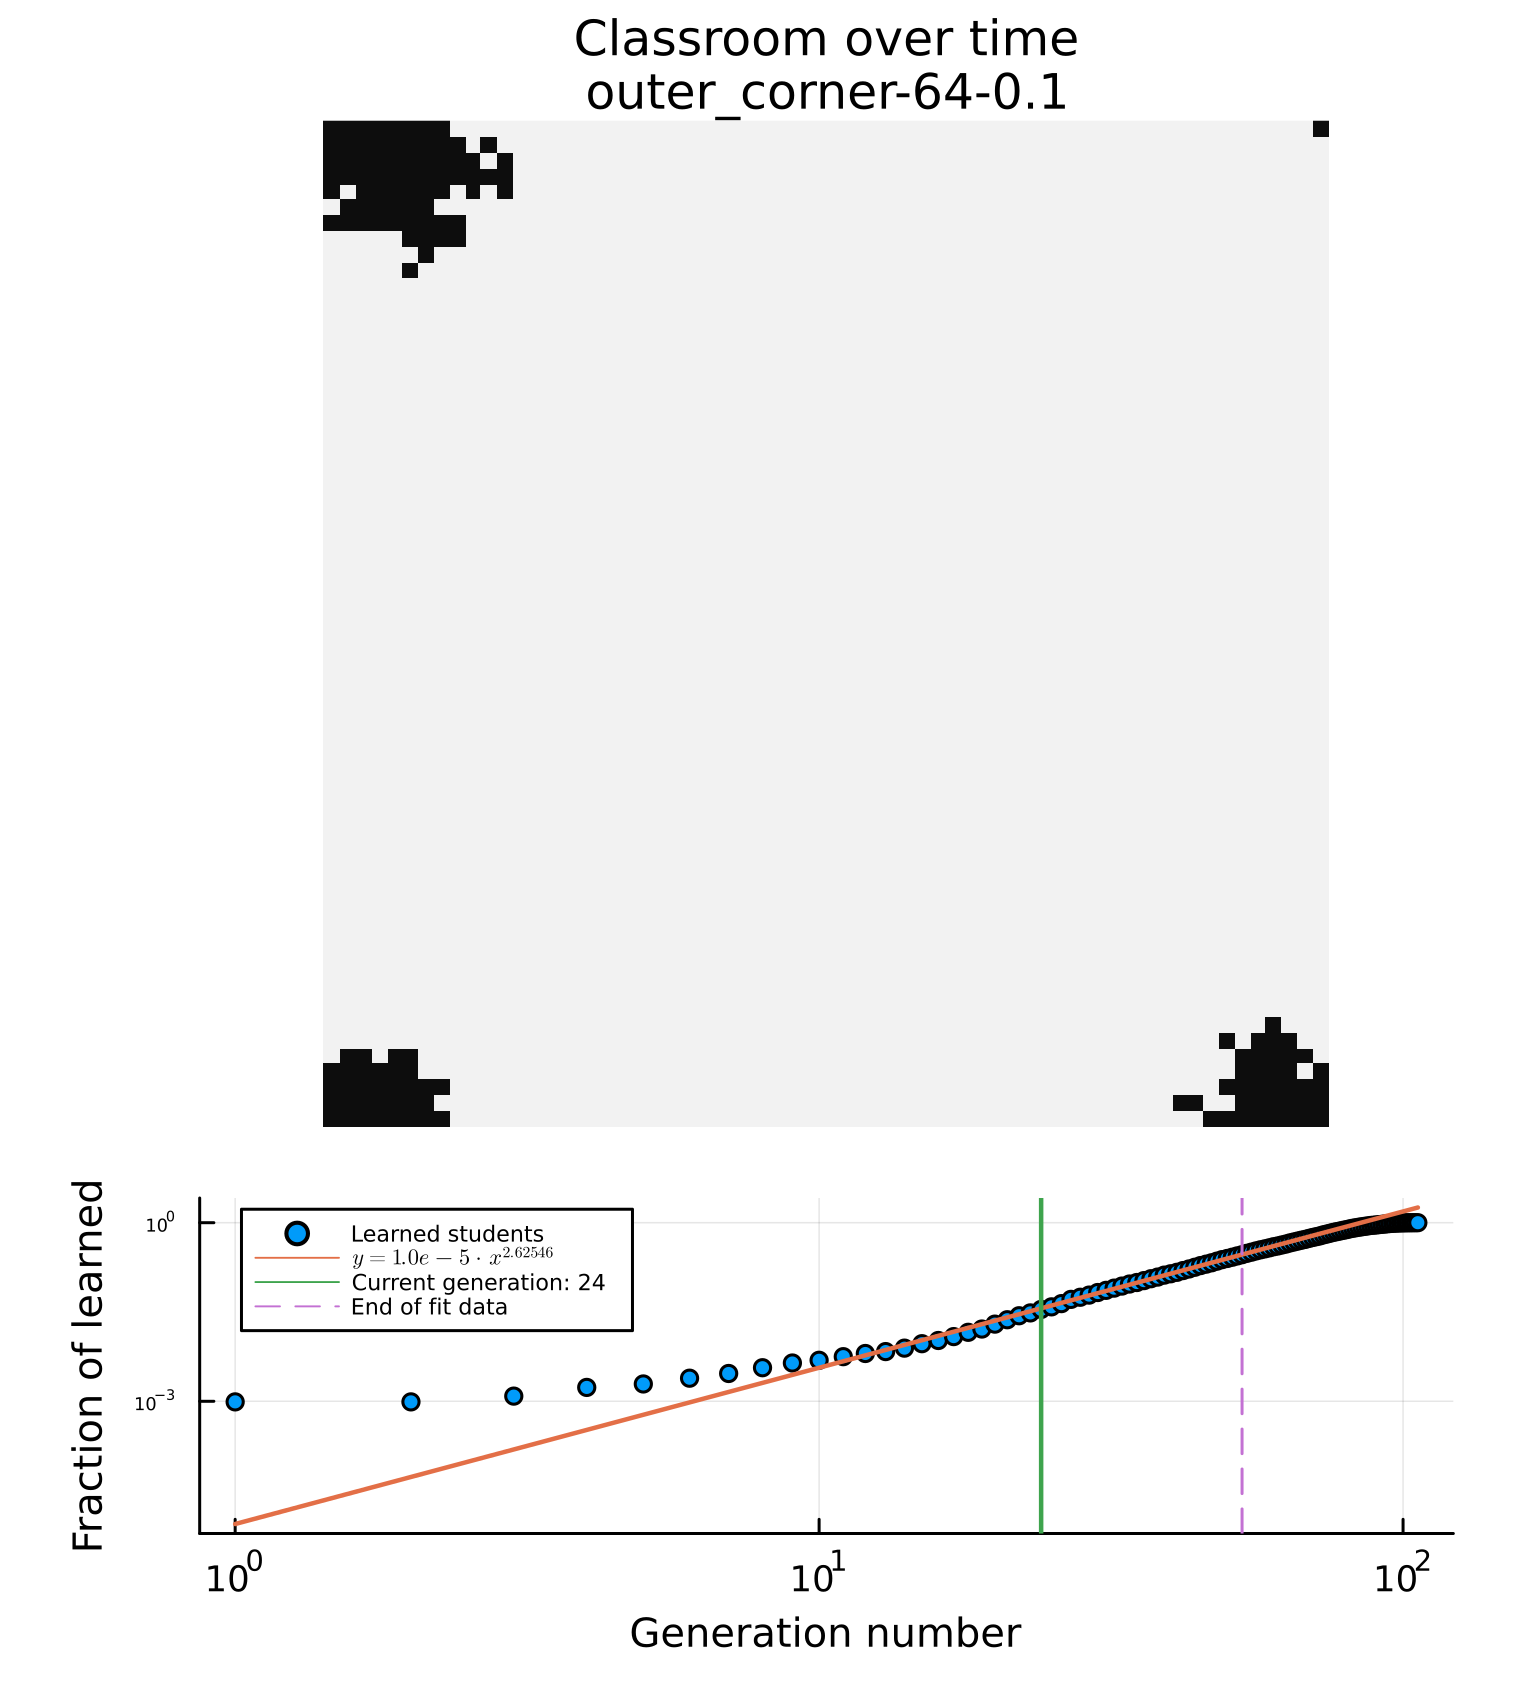 Classroom over time
outer_corner-64-0.1
Fraction of learned
10^0
10^-3
Learned students
y = 1.0e − 5 · x^2.62546
Current generation: 24
End of fit data
10^0 10^1 10^2
Generation number